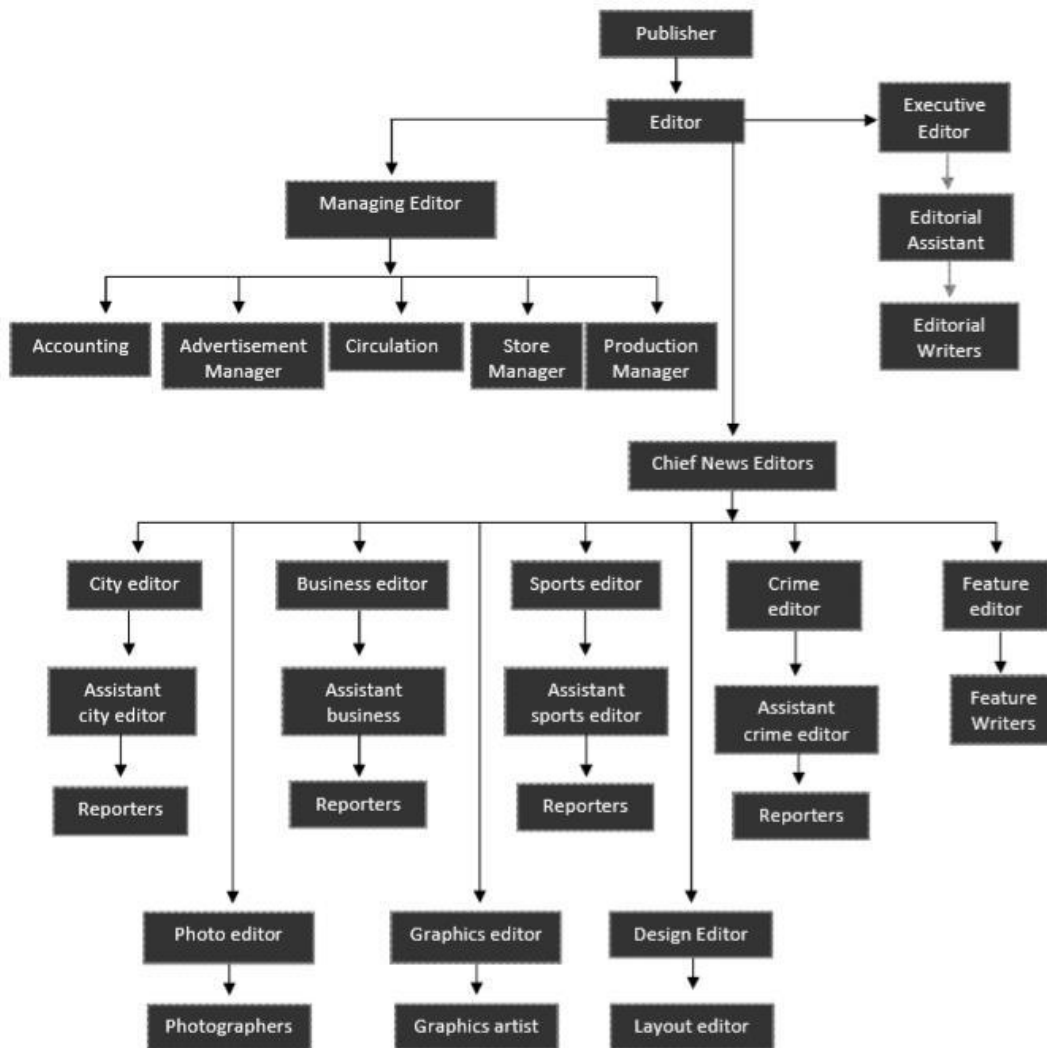 Publisher
Editor
Executive
Editor
Managing Editor
Editorial
Assistant
Accounting
Advertisement
Manager
Circulation
Store
Manager
Production
Manager
Editorial
Writers
Chief News Editors
City editor
Business editor
Sports editor
Crime
editor
Feature
editor
Assistant
city editor
Assistant
business
Assistant
sports editor
Assistant
crime editor
Feature
Writers
Reporters
Reporters
Reporters
Reporters
Photo editor
Graphics editor
Design Editor
Photographers
Graphics artist
Layout editor